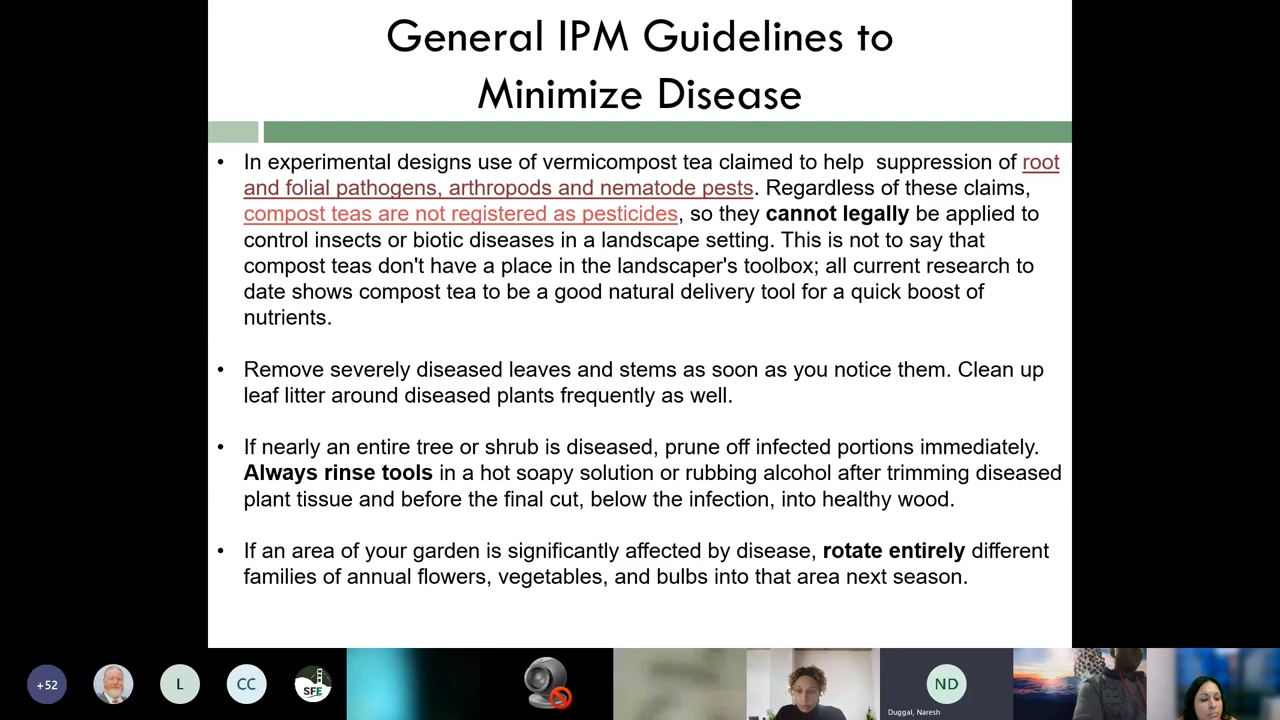 General IPM Guidelines to
Minimize Disease
• In experimental designs use of vermicompost tea claimed to help  suppression of root
and folial pathogens, arthropods and nematode pests. Regardless of these claims,
compost teas are not registered as pesticides, so they cannot legally be applied to
control insects or biotic diseases in a landscape setting. This is not to say that
compost teas don't have a place in the landscaper's toolbox; all current research to
date shows compost tea to be a good natural delivery tool for a quick boost of
nutrients.
• Remove severely diseased leaves and stems as soon as you notice them. Clean up
leaf litter around diseased plants frequently as well.
• If nearly an entire tree or shrub is diseased, prune off infected portions immediately.
Always rinse tools in a hot soapy solution or rubbing alcohol after trimming diseased
plant tissue and before the final cut, below the infection, into healthy wood.
• If an area of your garden is significantly affected by disease, rotate entirely different
families of annual flowers, vegetables, and bulbs into that area next season.
+52
L
CC
SFE
ND
Duggal, Naresh